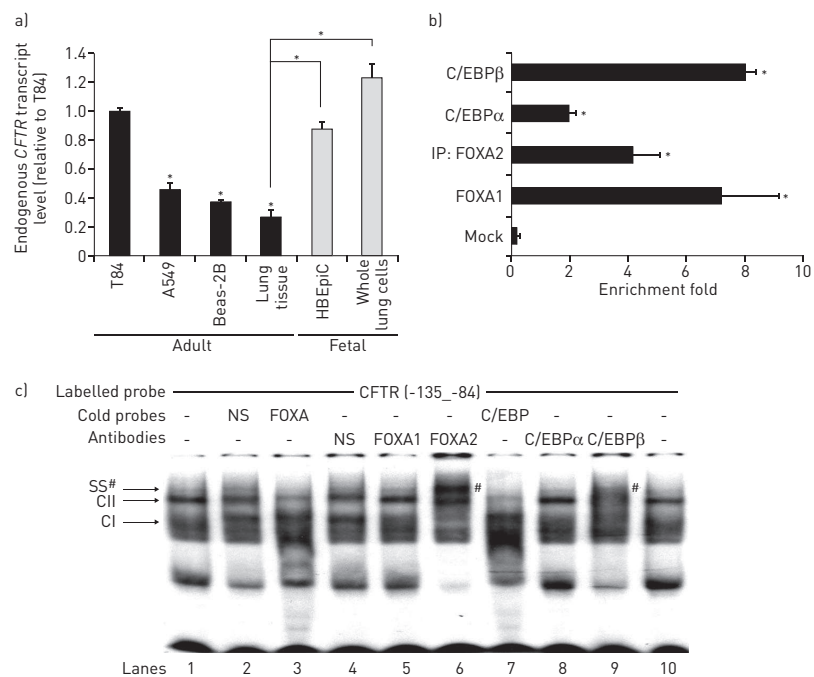 a)
Endogenous CFTR transcript
level (relative to T84)
1.4
1.2
1.0
0.8
0.6
0.4
0.2
0
*
*
*
*
*
T84
A549
Beas-2B
Lung
tissue
HBEpiC
Whole
lung cells
Adult
Fetal
b)
C/EBPβ
*
C/EBPα
*
IP: FOXA2
*
FOXA1
*
Mock
0 2 4 6 8 10
Enrichment fold
c)
Labelled probe CFTR (-135_-84)
Cold probes - NS FOXA - - - C/EBP - - -
Antibodies - - - NS FOXA1 FOXA2 - C/EBPα C/EBPβ -
SS#
CII
CI
#
#
Lanes 1 2 3 4 5 6 7 8 9 10